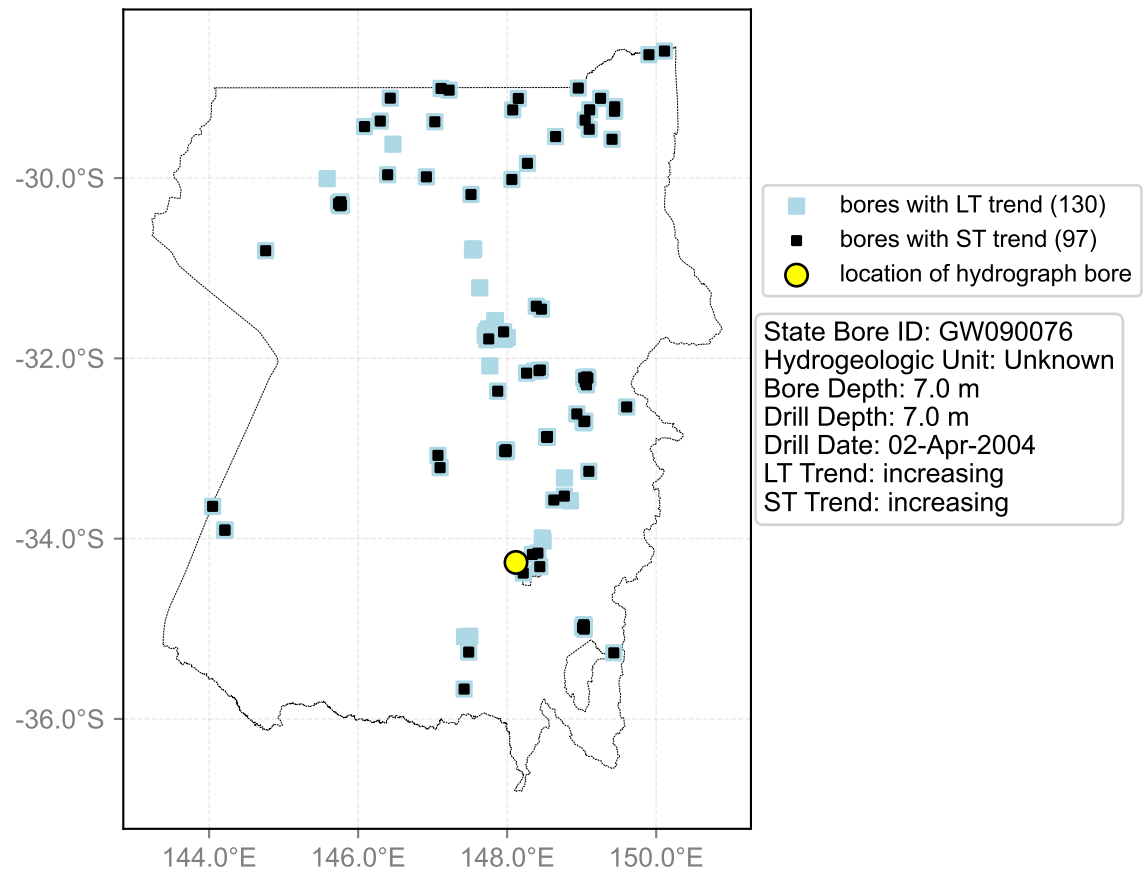 -30.0°S
-32.0°S
-34.0°S
-36.0°S
144.0°E 146.0°E 148.0°E 150.0°E
bores with LT trend (130)
bores with ST trend (97)
location of hydrograph bore
State Bore ID: GW090076
Hydrogeologic Unit: Unknown
Bore Depth: 7.0 m
Drill Depth: 7.0 m
Drill Date: 02-Apr-2004
LT Trend: increasing
ST Trend: increasing